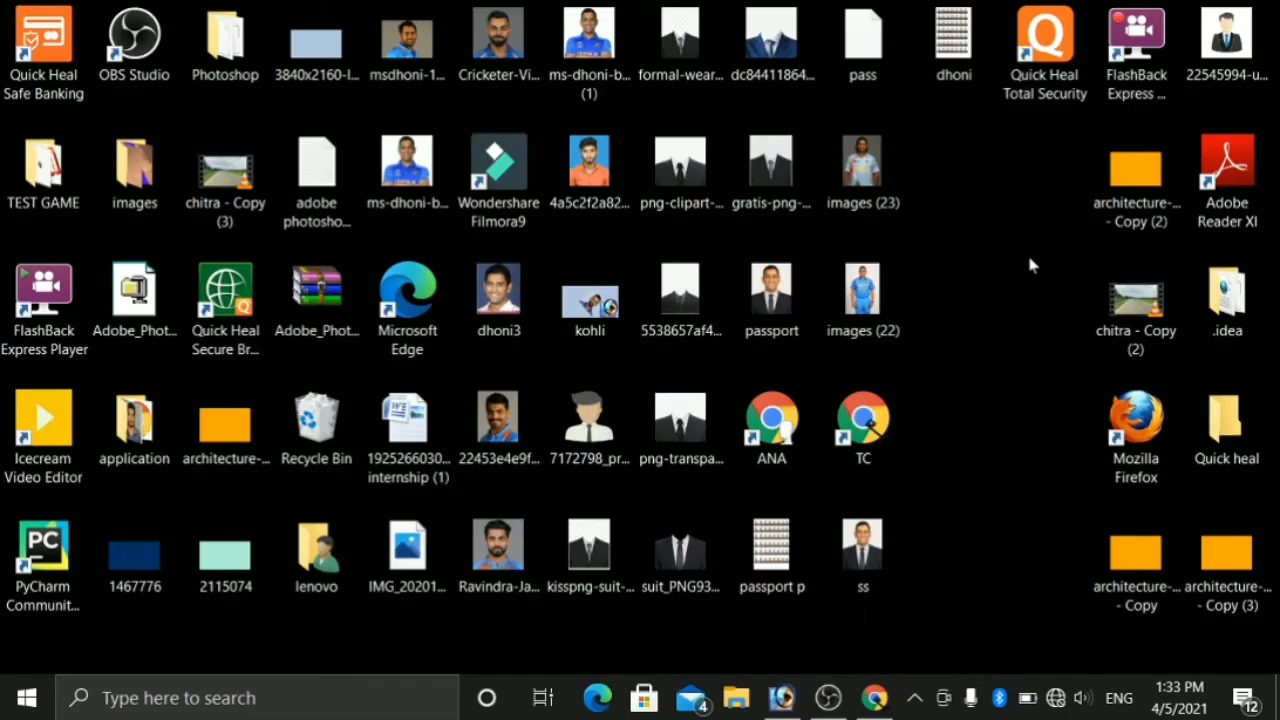 Quick Heal
Safe Banking
OBS Studio
Photoshop
3840x2160-l...
msdhoni-1...
Cricketer-Vi...
ms-dhoni-b...
(1)
formal-wear...
dc84411864...
pass
dhoni
Quick Heal
Total Security
FlashBack
Express ...
22545994-u...
TEST GAME
images
chitra - Copy
(3)
adobe
photosho...
ms-dhoni-b...
Wondershare
Filmora9
4a5c2f2a82...
png-clipart-...
gratis-png-...
images (23)
architecture-...
- Copy (2)
Adobe
Reader XI
FlashBack
Express Player
Adobe_Phot...
Quick Heal
Secure Br...
Adobe_Phot...
Microsoft
Edge
dhoni3
kohli
5538657af4...
passport
images (22)
chitra - Copy
(2)
.idea
Icecream
Video Editor
application
architecture-...
Recycle Bin
1925266030...
internship (1)
22453e4e9f...
7172798_pr...
png-transpa...
ANA
TC
Mozilla
Firefox
Quick heal
PyCharm
Communit...
1467776
2115074
lenovo
IMG_20201...
Ravindra-Ja...
kisspng-suit-...
suit_PNG93...
passport p
ss
architecture-...
- Copy
architecture-...
- Copy (3)
Type here to search
4
ENG
1:33 PM
4/5/2021
12